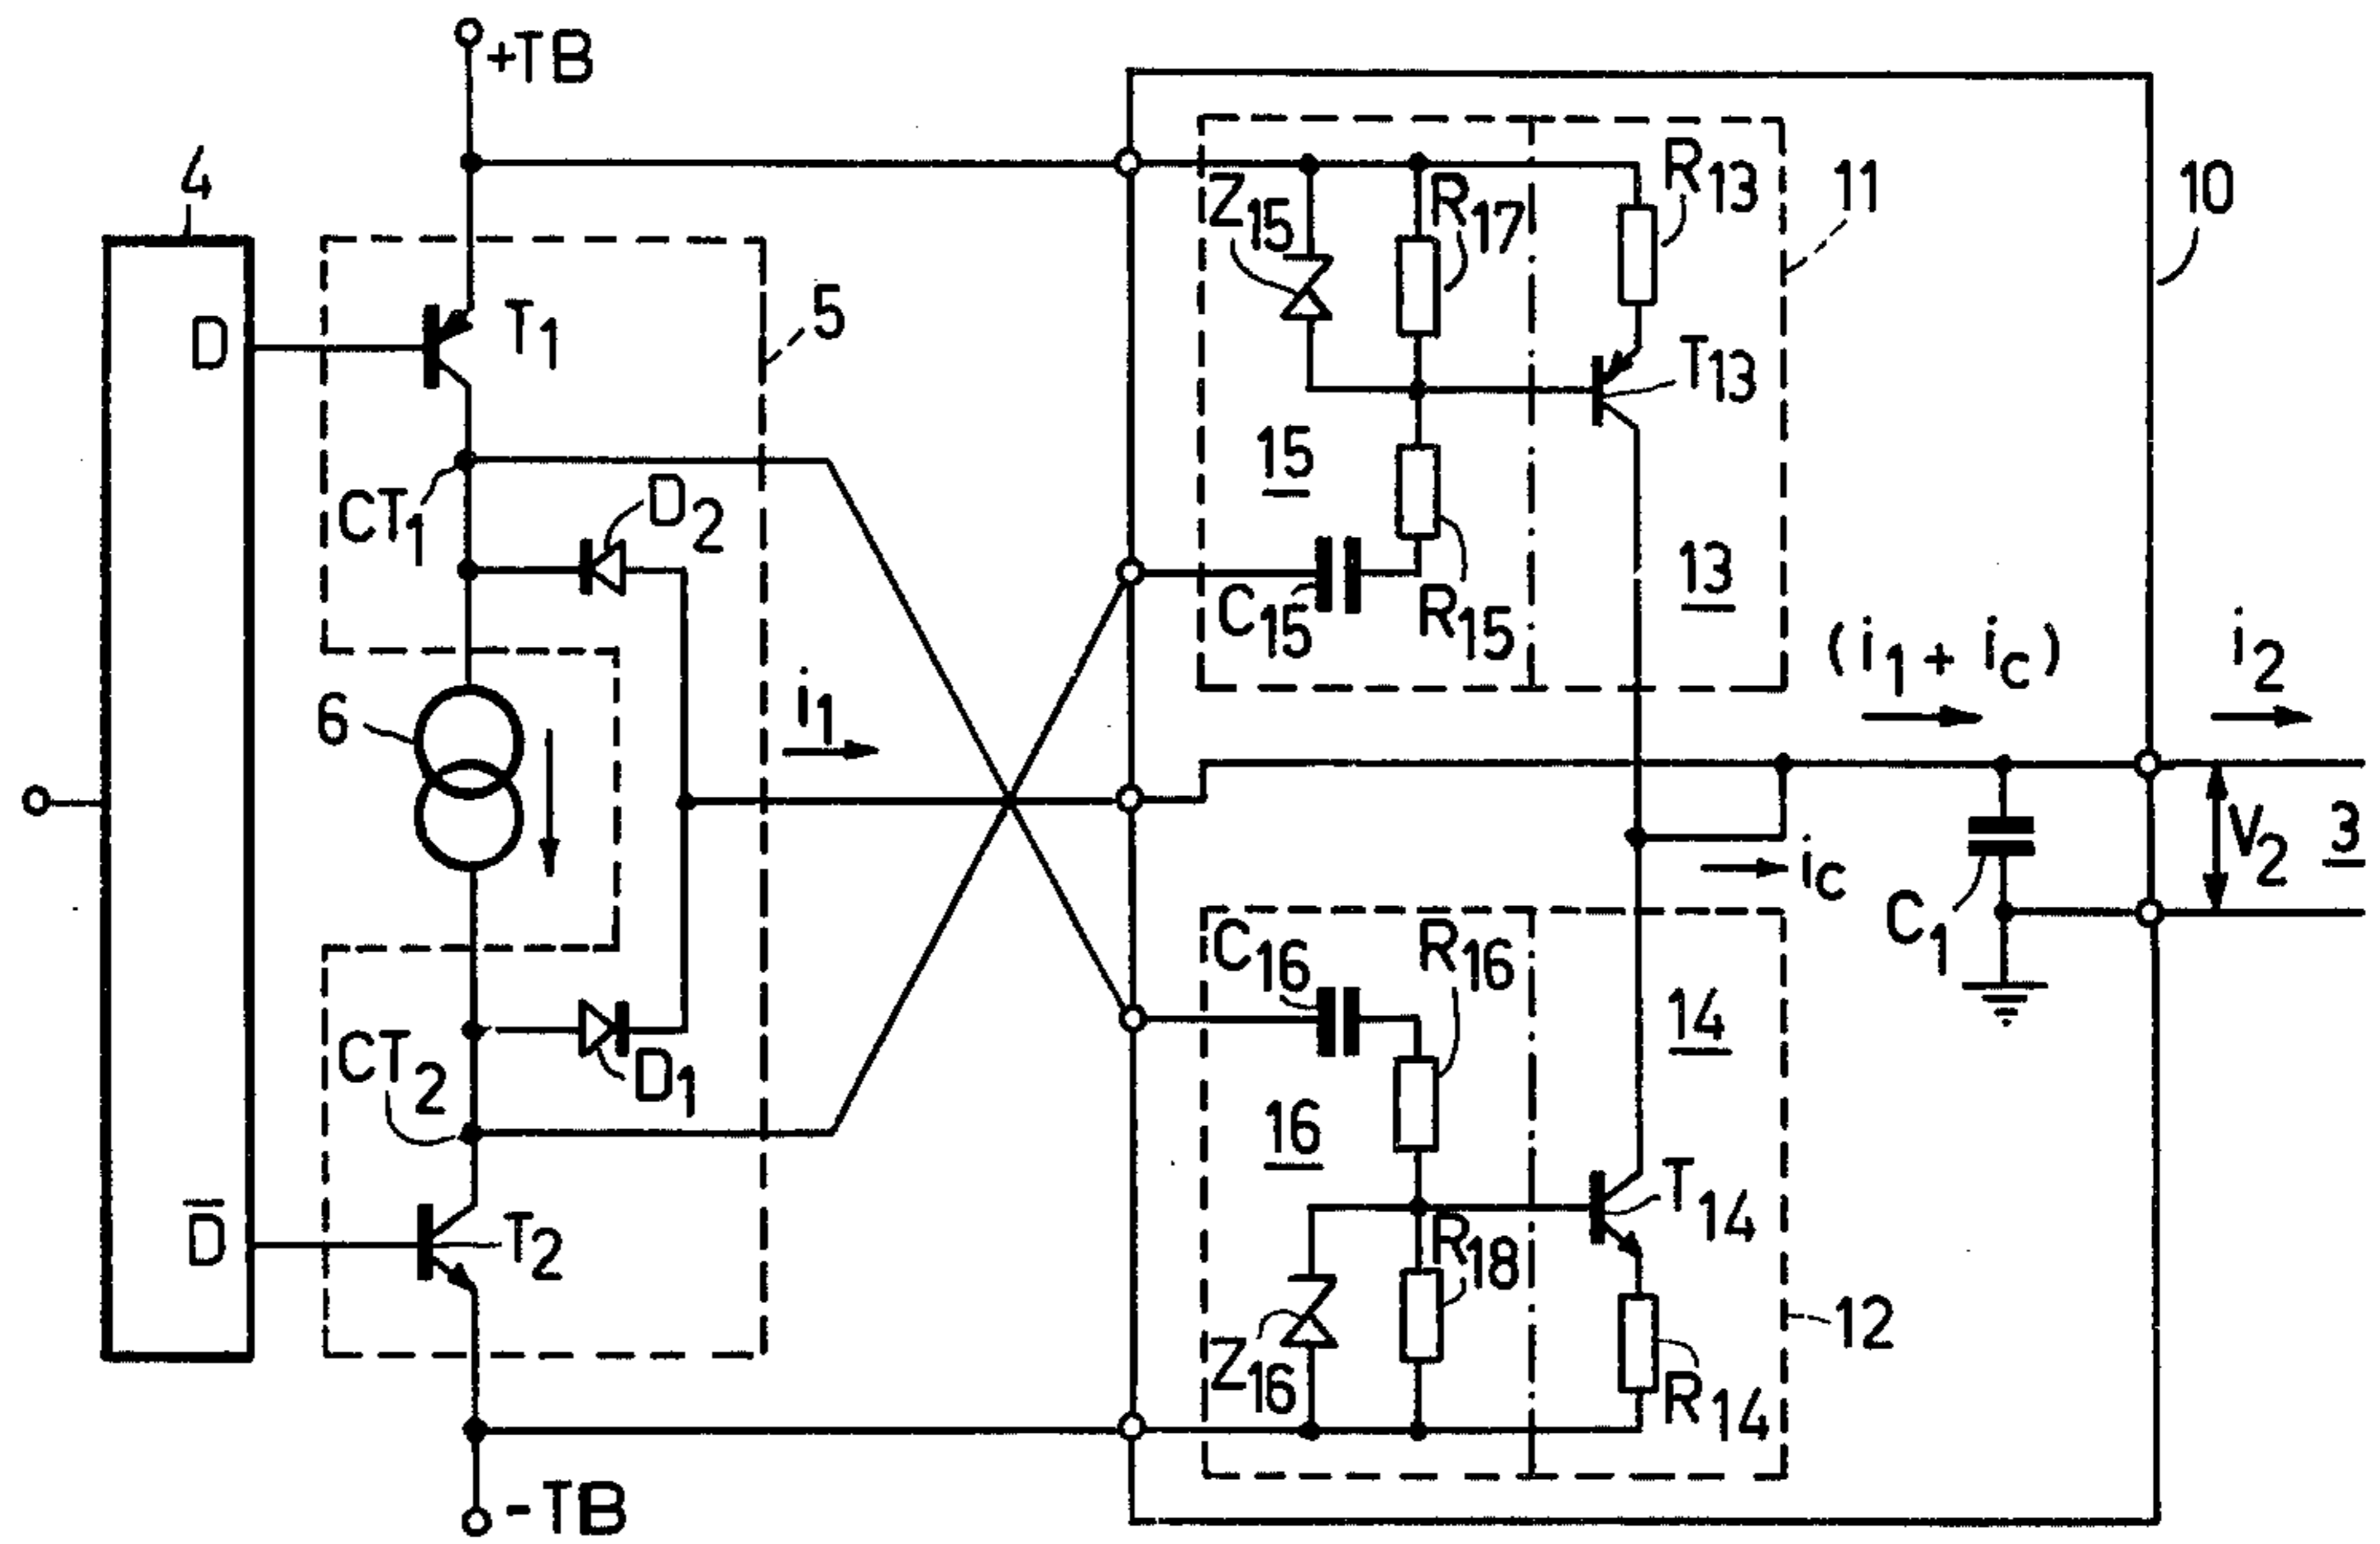 +TB
4
R13
11
10
Z15
R17
D
T1
5
T13
15
CT1
D2
C15
R15
13
6
i1
(i1 + ic)
i2
V2
3
ic
C1
C16
R16
14
CT2
D1
16
T14
D̅
T2
R18
12
Z16
R14
-TB